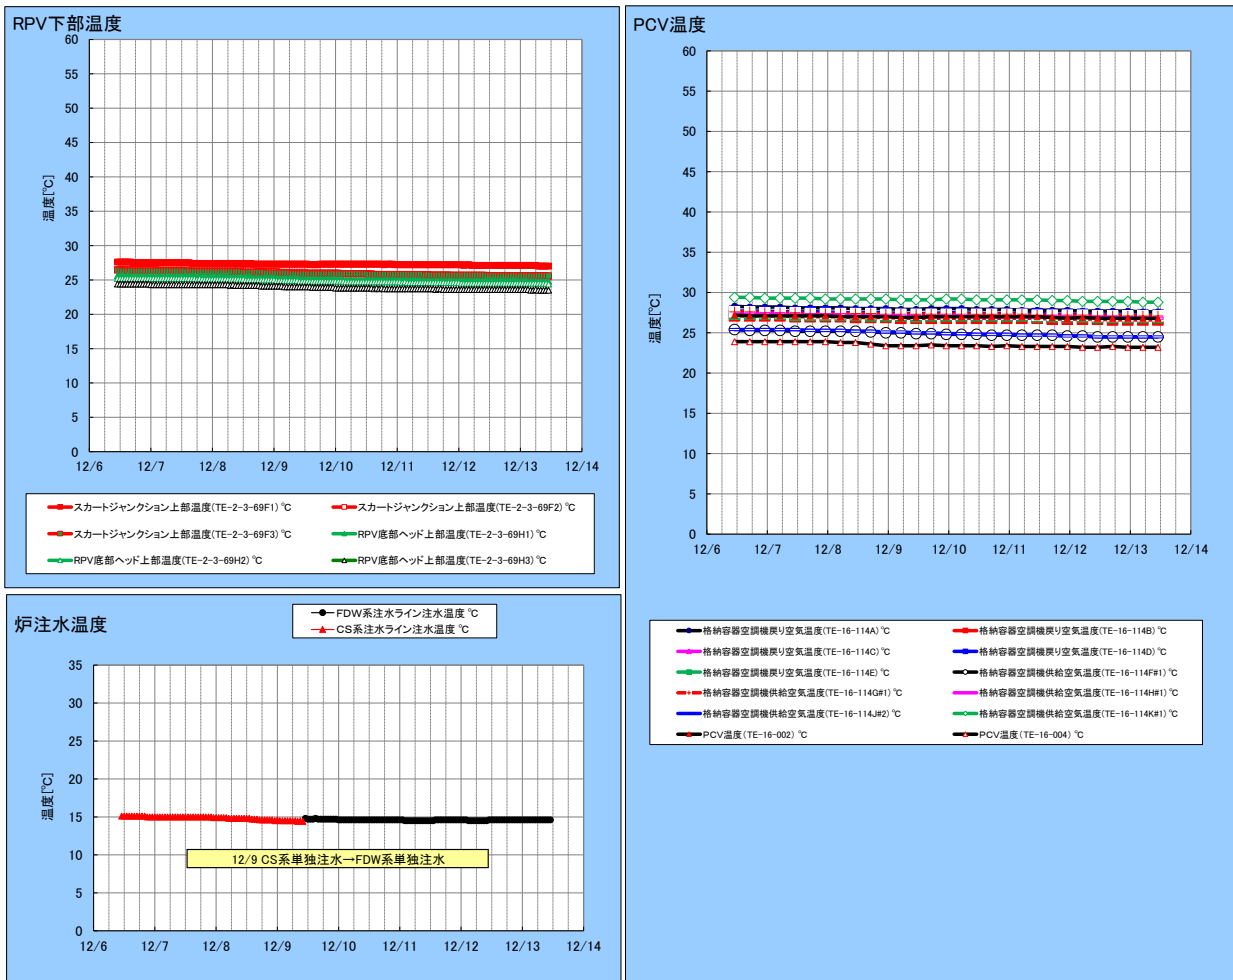 RPV下部温度
60
55
50
45
40
35
30
25
20
15
10
5
0
温度[℃]
12/6 12/7 12/8 12/9 12/10 12/11 12/12 12/13 12/14
スカートジャンクション上部温度(TE-2-3-69F1)℃ スカートジャンクション上部温度(TE-2-3-69F2)℃
スカートジャンクション上部温度(TE-2-3-69F3)℃ RPV底部ヘッド上部温度(TE-2-3-69H1)℃
RPV底部ヘッド上部温度(TE-2-3-69H2)℃ RPV底部ヘッド上部温度(TE-2-3-69H3)℃
炉注水温度
FDW系注水ライン注水温度 ℃
CS系注水ライン注水温度 ℃
35
30
25
20
15
10
5
0
温度[℃]
12/9 CS系単独注水→FDW系単独注水
12/6 12/7 12/8 12/9 12/10 12/11 12/12 12/13 12/14
PCV温度
60
55
50
45
40
35
30
25
20
15
10
5
0
温度[℃]
12/6 12/7 12/8 12/9 12/10 12/11 12/12 12/13 12/14
格納容器空調機戻り空気温度(TE-16-114A)℃ 格納容器空調機戻り空気温度(TE-16-114B)℃
格納容器空調機戻り空気温度(TE-16-114C)℃ 格納容器空調機戻り空気温度(TE-16-114D)℃
格納容器空調機戻り空気温度(TE-16-114E)℃ 格納容器空調機供給空気温度(TE-16-114F#1)℃
格納容器空調機供給空気温度(TE-16-114G#1)℃ 格納容器空調機供給空気温度(TE-16-114H#1)℃
格納容器空調機供給空気温度(TE-16-114J#2)℃ 格納容器空調機供給空気温度(TE-16-114K#1)℃
PCV温度(TE-16-002) ℃ PCV温度(TE-16-004) ℃